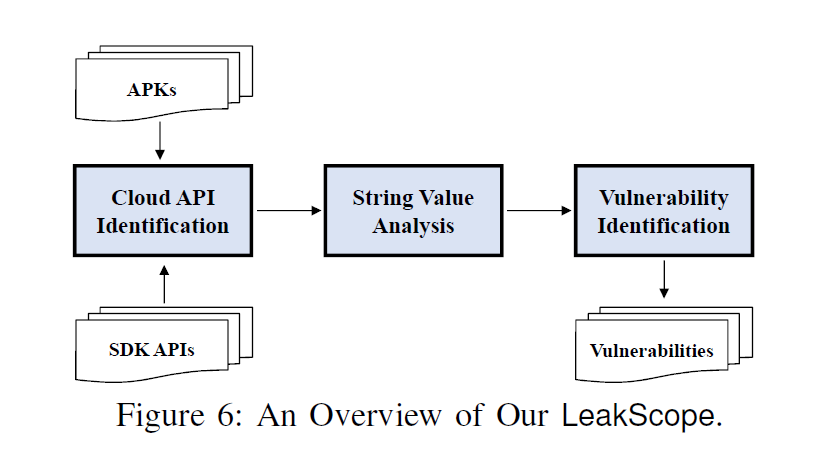 APKs
Cloud API
Identification
String Value
Analysis
Vulnerability
Identification
SDK APIs
Vulnerabilities
Figure 6: An Overview of Our LeakScope.